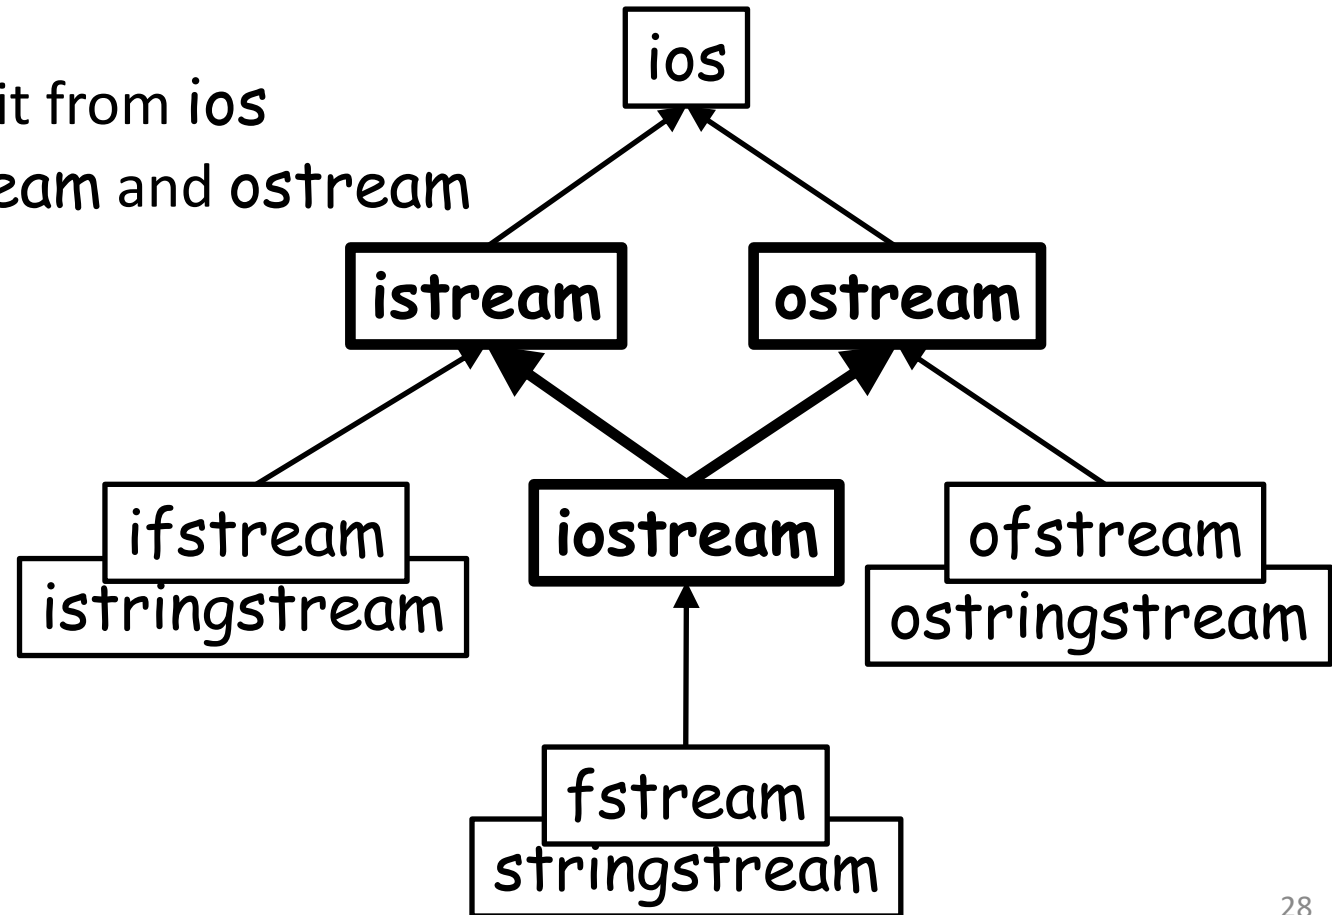 ios
it from ios
eam and ostream
istream
ostream
ifstream
iostream
ofstream
istringstream
ostringstream
fstream
stringstream
28